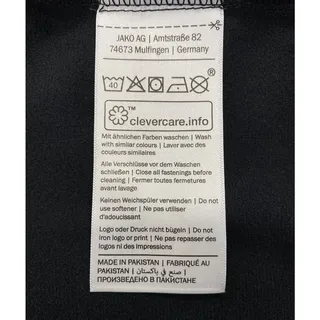 JAKO AG | Amtstraße 82
74673 Mulfingen | Germany
40
clevercare.info
Mit ähnlichen Farben waschen | Wash
with similar colours | Laver avec des
couleurs similaires
Alle Verschlüsse vor dem Waschen
schließen | Close all fastenings before
cleaning | Fermer toutes fermetures
avant lavage
Keinen Weichspüler verwenden | Do not
use softener | Ne pas utiliser
d'adoucissant
Logo oder Druck nicht bügeln | Do not
iron logo or print | Ne pas repasser des
logos ni des impressions
MADE IN PAKISTAN | FABRIQUÉ AU
PAKISTAN | صنع في باكستان |
ПРОИЗВЕДЕНО В ПАКИСТАНЕ